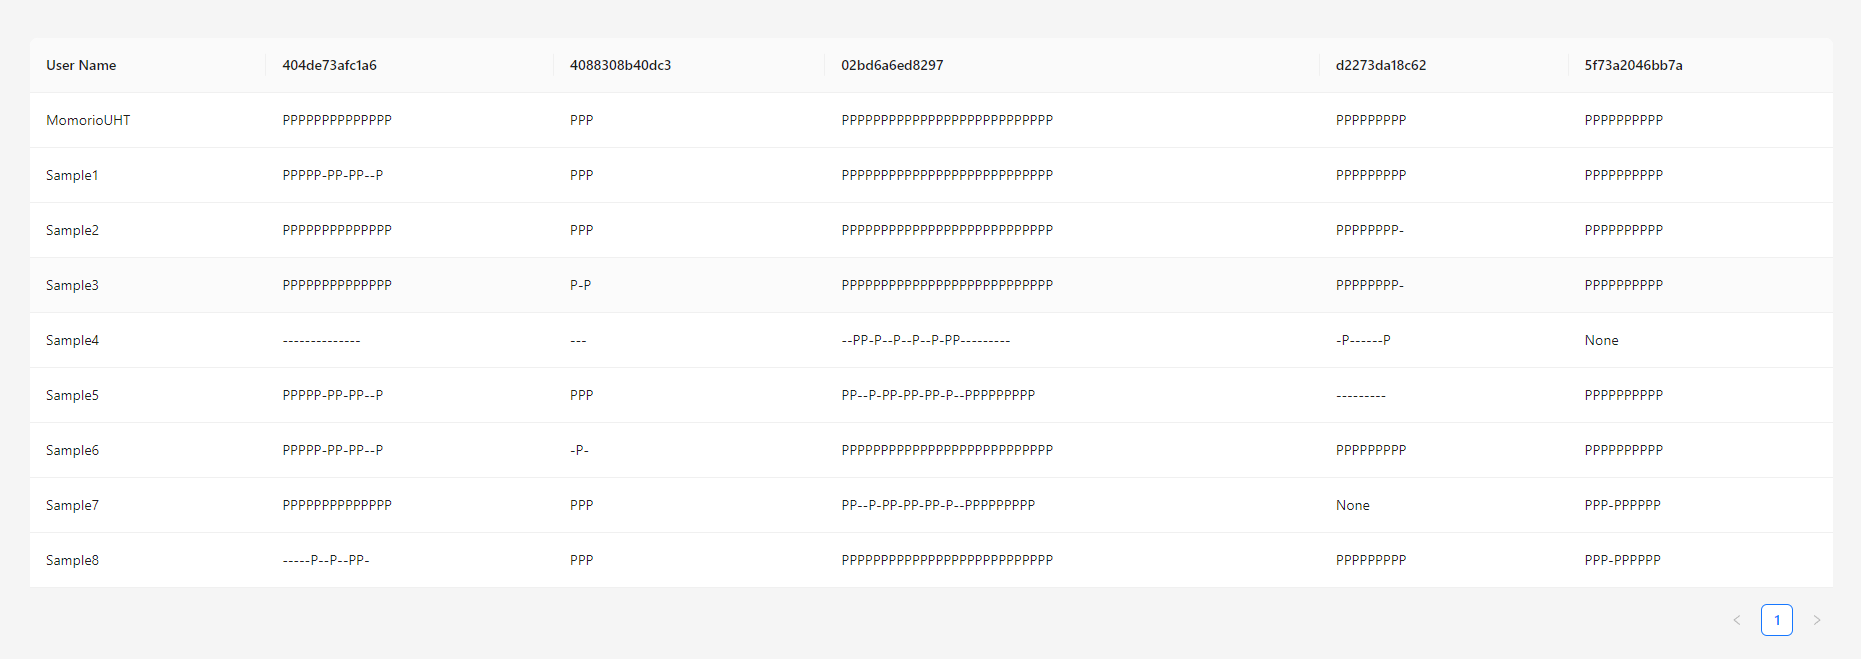 User Name 404de73afc1a6 4088308b40dc3 02bd6a6ed8297 d2273da18c62 5f73a2046bb7a
MomorioUHT PPPPPPPPPPPPPP PPP PPPPPPPPPPPPPPPPPPPPPPPPPPP PPPPPPPPP PPPPPPPPPP
Sample1 PPPPP-PP-PP--P PPP PPPPPPPPPPPPPPPPPPPPPPPPPPP PPPPPPPPP PPPPPPPPPP
Sample2 PPPPPPPPPPPPPP PPP PPPPPPPPPPPPPPPPPPPPPPPPPPP PPPPPPPP- PPPPPPPPPP
Sample3 PPPPPPPPPPPPPP P-P PPPPPPPPPPPPPPPPPPPPPPPPPPP PPPPPPPP- PPPPPPPPPP
Sample4 -------------- --- --PP-P--P--P--P-PP--------- -P------P None
Sample5 PPPPP-PP-PP--P PPP PP--P-PP-PP-PP-P--PPPPPPPPP --------- PPPPPPPPPP
Sample6 PPPPP-PP-PP--P -P- PPPPPPPPPPPPPPPPPPPPPPPPPPP PPPPPPPPP PPPPPPPPPP
Sample7 PPPPPPPPPPPPPP PPP PP--P-PP-PP-PP-P--PPPPPPPPP None PPP-PPPPPP
Sample8 -----P--P--PP- PPP PPPPPPPPPPPPPPPPPPPPPPPPPPP PPPPPPPPP PPP-PPPPPP
1